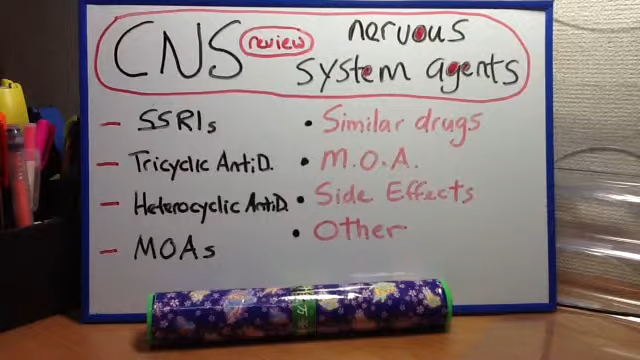 CNS review nervous
system agents
- SSRIs
- Tricyclic AntiD.
- Heterocyclic AntiD.
- MOAs
• Similar drugs
• M.O.A.
• Side Effects
• Other